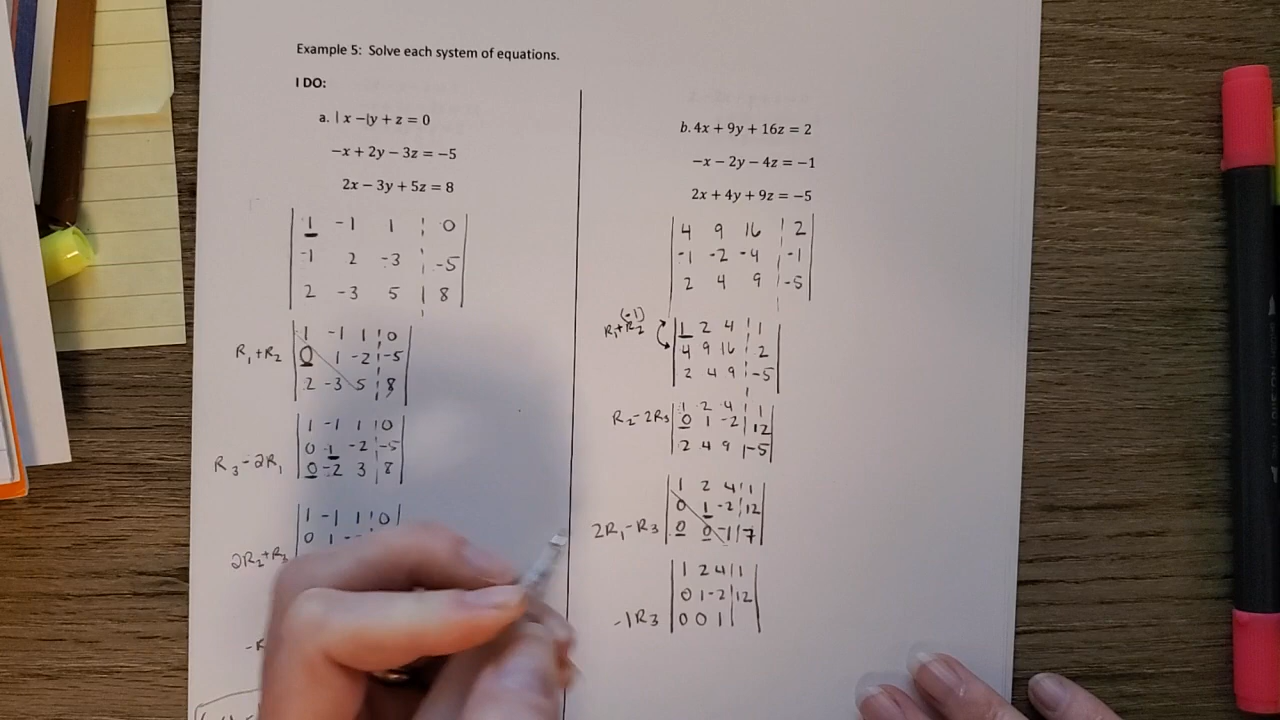 Example 5: Solve each system of equations.
I DO:
a. 1x −1y + z = 0
−x + 2y − 3z = −5
2x − 3y + 5z = 8
1 -1 1 0
-1 2 -3 -5
2 -3 5 8
R₁+R₂
1 -1 1 0
0 1 -2 -5
2 -3 5 8
R₃-2R₁
1 -1 1 0
0 1 -2 -5
0 -2 3 8
2R₂+R₃
1 -1 1 0
0 1
b. 4x + 9y + 16z = 2
−x − 2y − 4z = −1
2x + 4y + 9z = −5
4 9 16 2
-1 -2 -4 -1
2 4 9 -5
(-1)
R₁+R₂
1 2 4 1
4 9 16 2
2 4 9 -5
R₂-2R₃
1 2 4 1
0 1 -2 12
2 4 9 -5
2R₁-R₃
1 2 4 1
0 1 -2 12
0 0 -1 7
-1R₃
1 2 4 1
0 1 -2 12
0 0 1